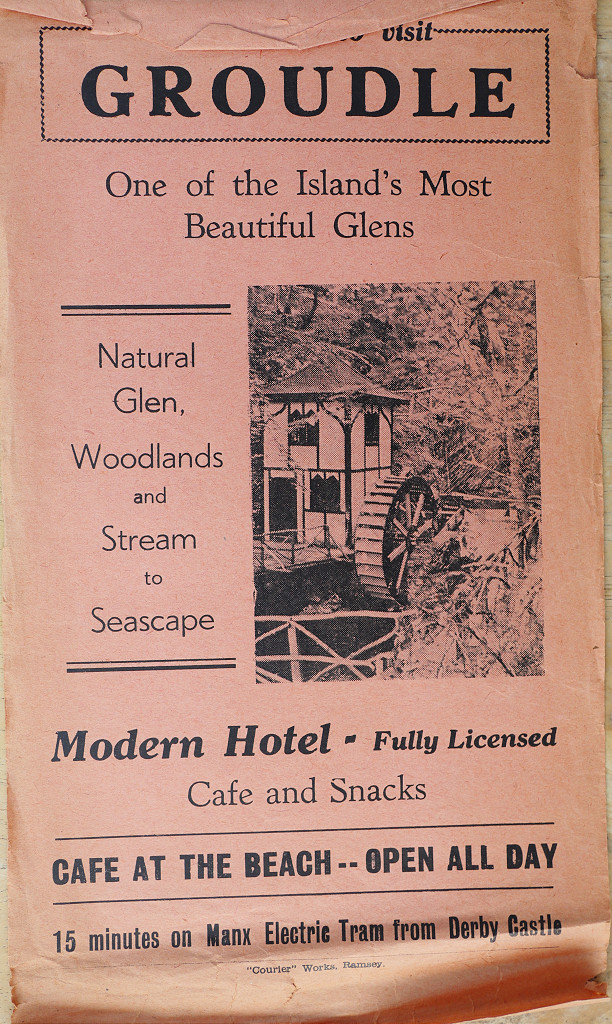 to visit
GROUDLE
One of the Island's Most
Beautiful Glens
Natural
Glen,
Woodlands
and
Stream
to
Seascape
Modern Hotel - Fully Licensed
Cafe and Snacks
CAFE AT THE BEACH -- OPEN ALL DAY
15 minutes on Manx Electric Tram from Derby Castle
"Courier" Works, Ramsey.